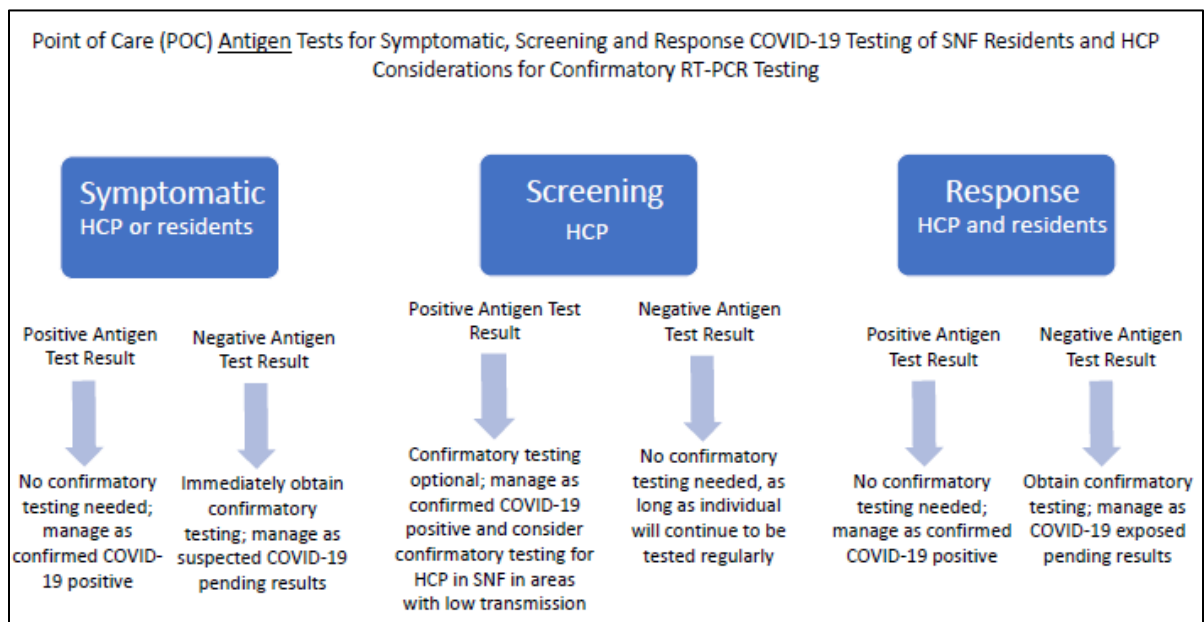 Point of Care (POC) Antigen Tests for Symptomatic, Screening and Response COVID-19 Testing of SNF Residents and HCP
Considerations for Confirmatory RT-PCR Testing
Symptomatic
HCP or residents
Positive Antigen
Test Result
No confirmatory
testing needed;
manage as
confirmed COVID-
19 positive
Negative Antigen
Test Result
Immediately obtain
confirmatory
testing; manage as
suspected COVID-19
pending results
Screening
HCP
Positive Antigen Test
Result
Confirmatory testing
optional; manage as
confirmed COVID-19
positive and consider
confirmatory testing for
HCP in SNF in areas
with low transmission
Negative Antigen
Test Result
No confirmatory
testing needed, as
long as individual
will continue to be
tested regularly
Response
HCP and residents
Positive Antigen
Test Result
No confirmatory
testing needed;
manage as confirmed
COVID-19 positive
Negative Antigen
Test Result
Obtain confirmatory
testing; manage as
COVID-19 exposed
pending results